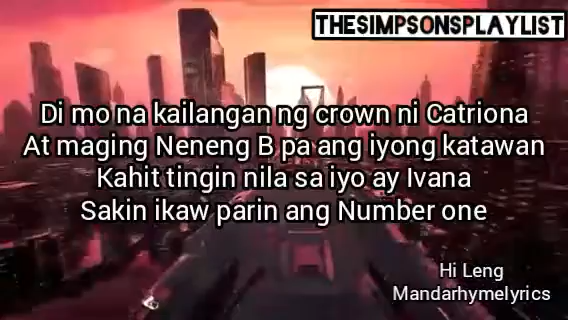 THESIMPSONSPLAYLIST
Di mo na kailangan ng crown ni Catriona
At maging Neneng B pa ang iyong katawan
Kahit tingin nila sa iyo ay Ivana
Sakin ikaw parin ang Number one
Hi Leng
Mandarhymelyrics